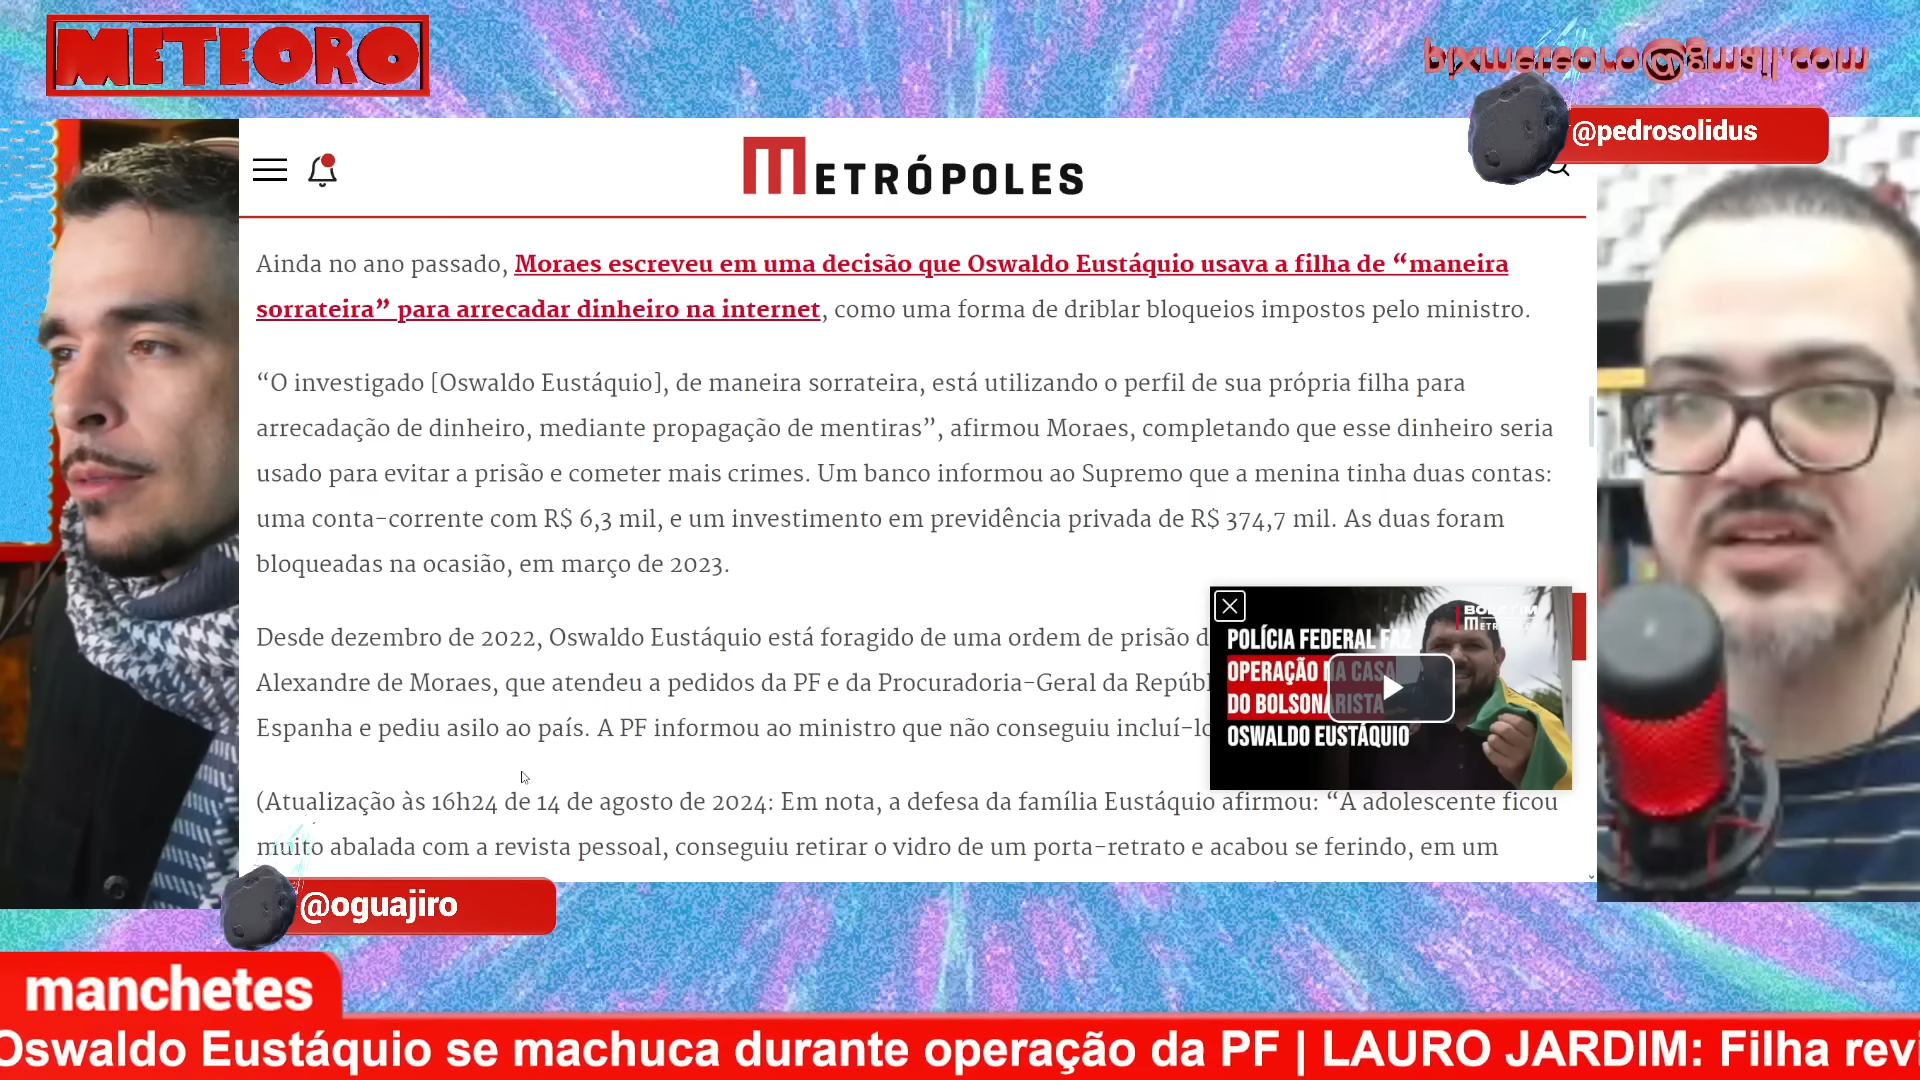 METEORO
pixmeteoro@gmail.com
@pedrosolidus
METRÓPOLES
Ainda no ano passado, Moraes escreveu em uma decisão que Oswaldo Eustáquio usava a filha de “maneira
sorrateira” para arrecadar dinheiro na internet, como uma forma de driblar bloqueios impostos pelo ministro.
“O investigado [Oswaldo Eustáquio], de maneira sorrateira, está utilizando o perfil de sua própria filha para
arrecadação de dinheiro, mediante propagação de mentiras”, afirmou Moraes, completando que esse dinheiro seria
usado para evitar a prisão e cometer mais crimes. Um banco informou ao Supremo que a menina tinha duas contas:
uma conta-corrente com R$ 6,3 mil, e um investimento em previdência privada de R$ 374,7 mil. As duas foram
bloqueadas na ocasião, em março de 2023.
Desde dezembro de 2022, Oswaldo Eustáquio está foragido de uma ordem de prisão d
Alexandre de Moraes, que atendeu a pedidos da PF e da Procuradoria-Geral da Repúbl
Espanha e pediu asilo ao país. A PF informou ao ministro que não conseguiu incluí-lo
BOLETIM
METRÓPOLES
POLÍCIA FEDERAL FAZ
OPERAÇÃO NA CASA
DO BOLSONARISTA
OSWALDO EUSTÁQUIO
(Atualização às 16h24 de 14 de agosto de 2024: Em nota, a defesa da família Eustáquio afirmou: “A adolescente ficou
muito abalada com a revista pessoal, conseguiu retirar o vidro de um porta-retrato e acabou se ferindo, em um
@oguajiro
manchetes
Oswaldo Eustáquio se machuca durante operação da PF | LAURO JARDIM: Filha revi